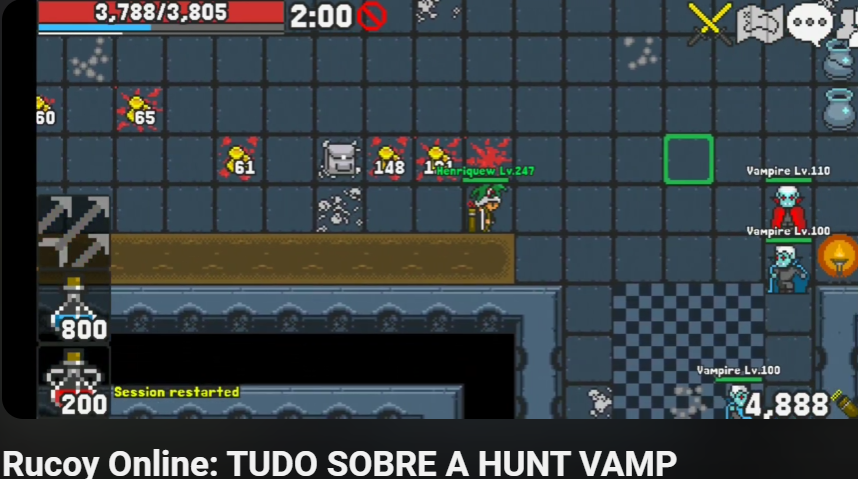 3,788/3,805
2:00
60
65
61
148
Henriquew Lv.247
Vampire Lv.110
Vampire Lv.100
800
Vampire Lv.100
200
Session restarted
4,888
Rucoy Online: TUDO SOBRE A HUNT VAMP